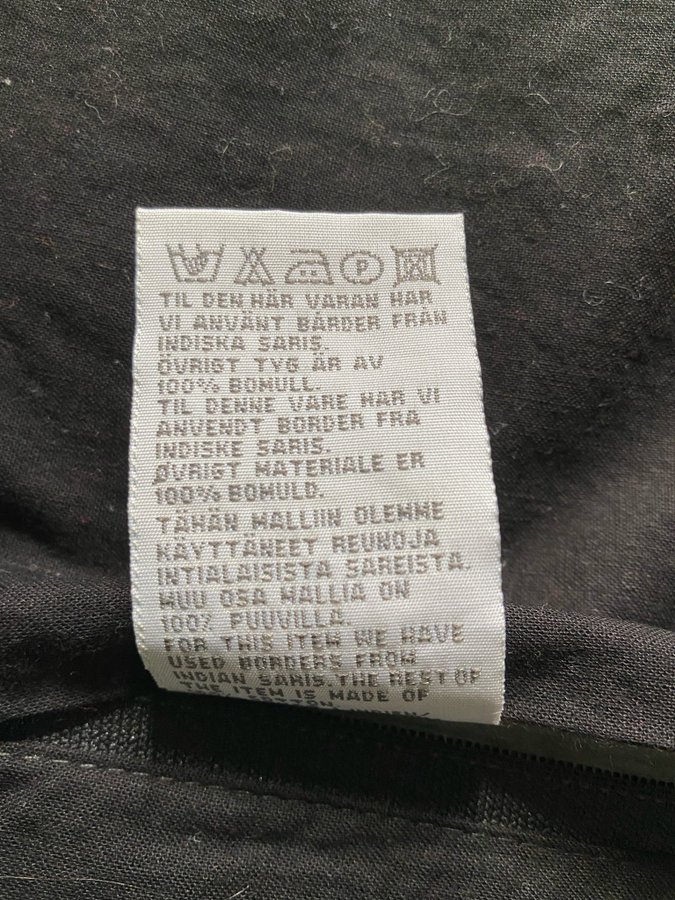 P
TIL DEN HÄR VARAN HAR
VI ANVÄNT BÅRDER FRÅN
INDISKA SARIS.
ÖVRIGT TYG ÄR AV
100% BOMULL.
TIL DENNE VARE HAR VI
ANVENDT BORDER FRA
INDISKE SARIS.
ØVRIGT MATERIALE ER
100% BOMULD.
TÄHÄN MALLIIN OLEMME
KÄYTTÄNEET REUNOJA
INTIALAISISTA SAREISTA.
MUU OSA MALLIA ON
100% PUUVILLA.
FOR THIS ITEM WE HAVE
USED BORDERS FROM
INDIAN SARIS. THE REST OF
THE ITEM IS MADE OF